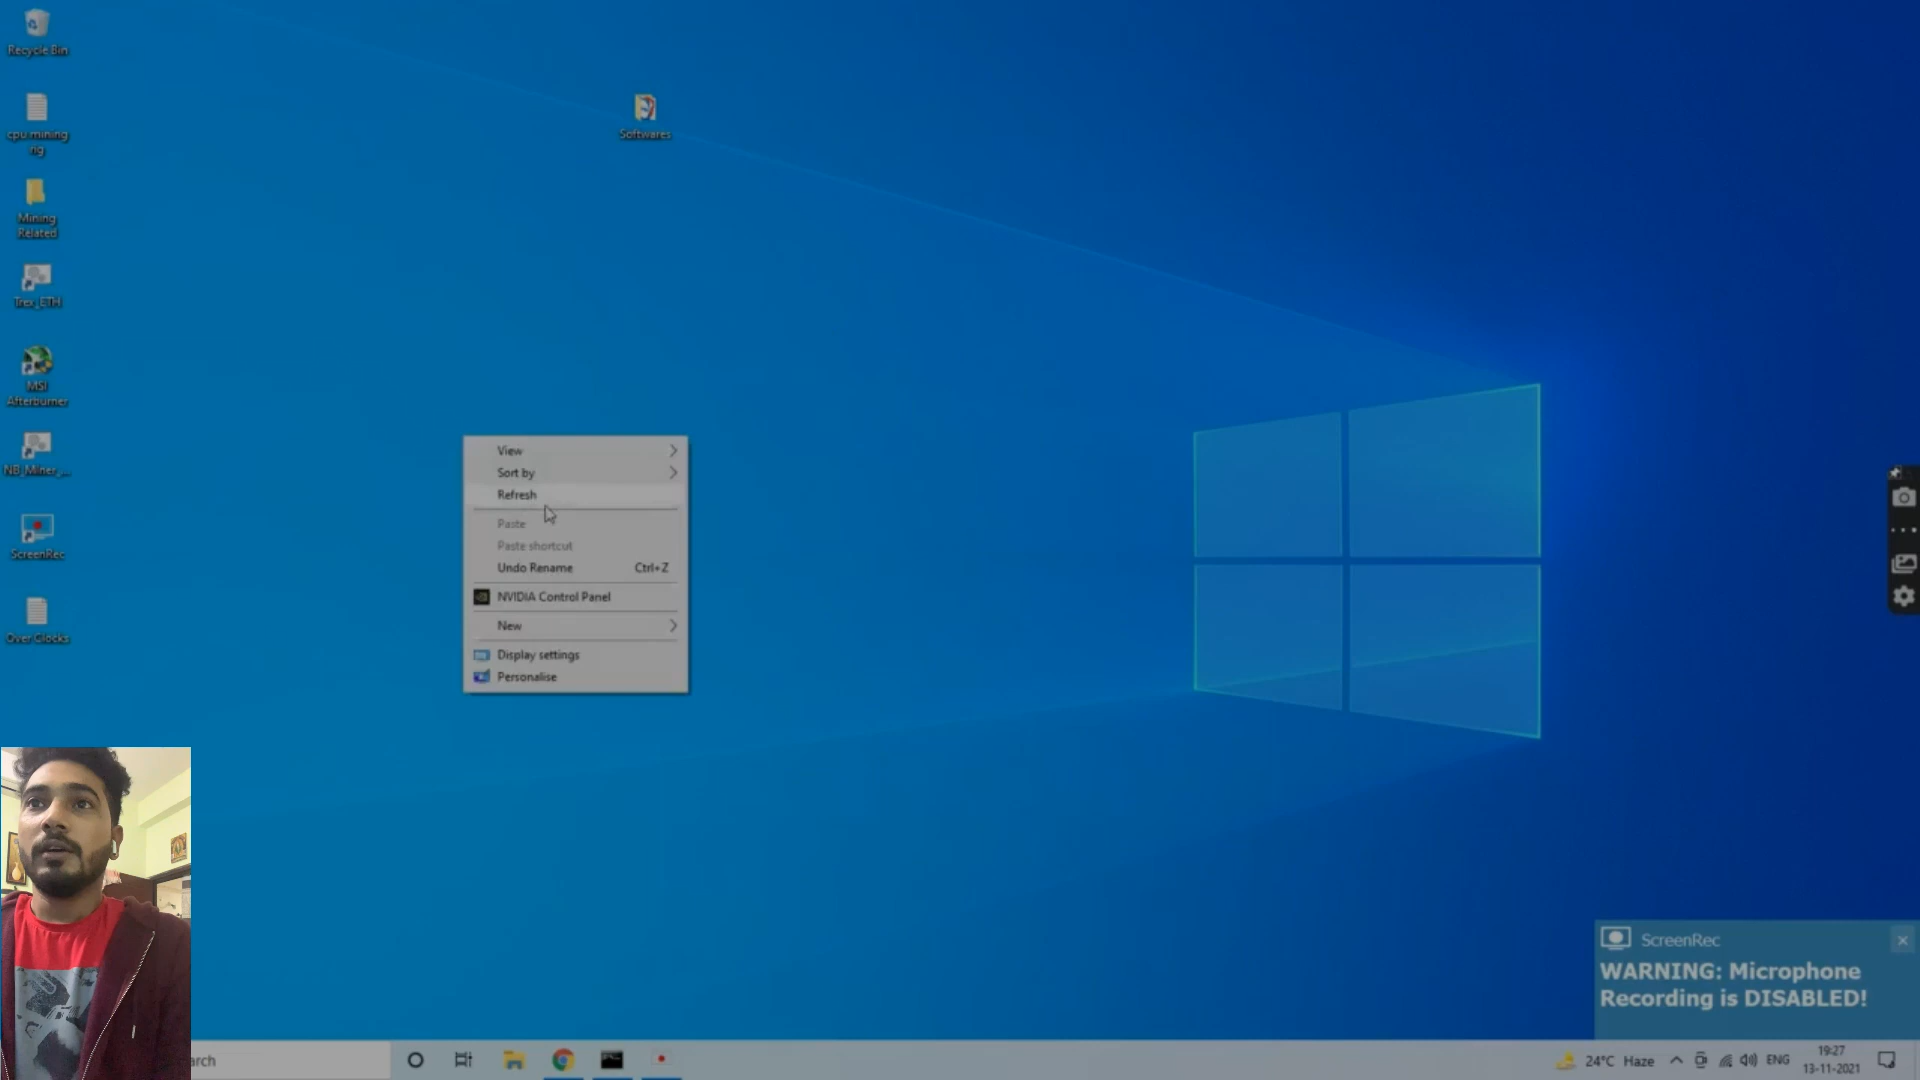 Recycle Bin
cpu mining
rig
Mining
Related
Trex_ETH
MSI
Afterburner
NB_Miner_...
ScreenRec
Over Clocks
Softwares
View
Sort by
Refresh
Paste
Paste shortcut
Undo Rename Ctrl+Z
NVIDIA Control Panel
New
Display settings
Personalise
ScreenRec
WARNING: Microphone
Recording is DISABLED!
arch
24°C Haze
ENG
19:27
13-11-2021